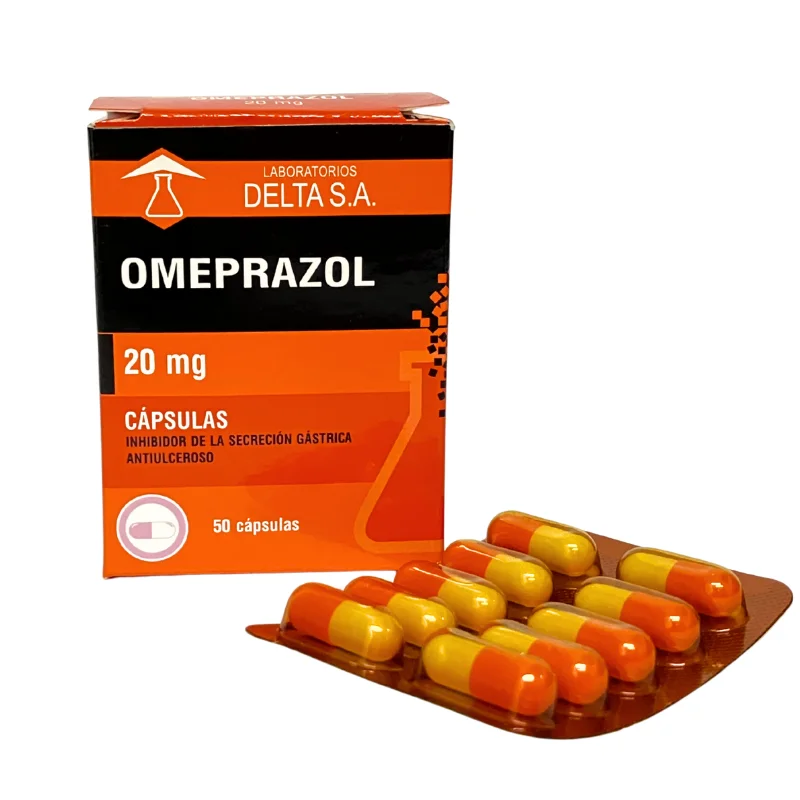 OMEPRAZOL
20 mg
LABORATORIOS
DELTA S.A.
OMEPRAZOL
20 mg
CÁPSULAS
INHIBIDOR DE LA SECRECIÓN GÁSTRICA
ANTIULCEROSO
50 cápsulas